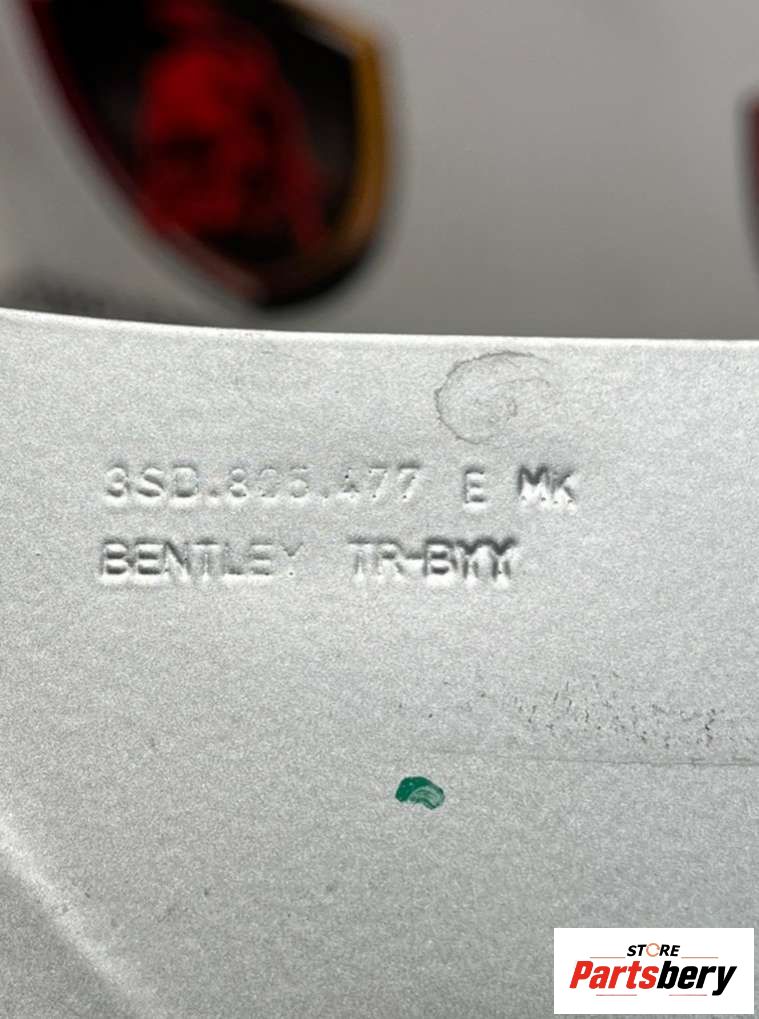 3SD.805.477 E MK
BENTLEY TR-BYY
STORE
Partsbery